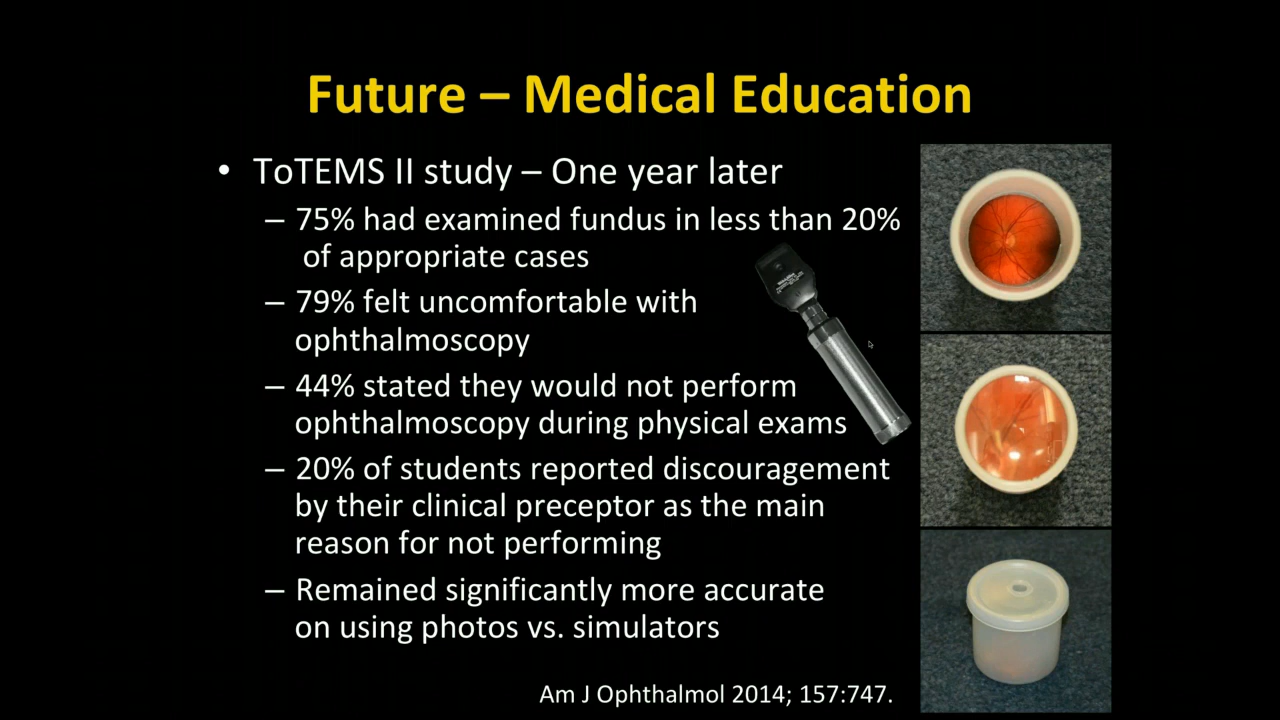 Future – Medical Education
• ToTEMS II study – One year later
– 75% had examined fundus in less than 20%
of appropriate cases
– 79% felt uncomfortable with
ophthalmoscopy
– 44% stated they would not perform
ophthalmoscopy during physical exams
– 20% of students reported discouragement
by their clinical preceptor as the main
reason for not performing
– Remained significantly more accurate
on using photos vs. simulators
Am J Ophthalmol 2014; 157:747.